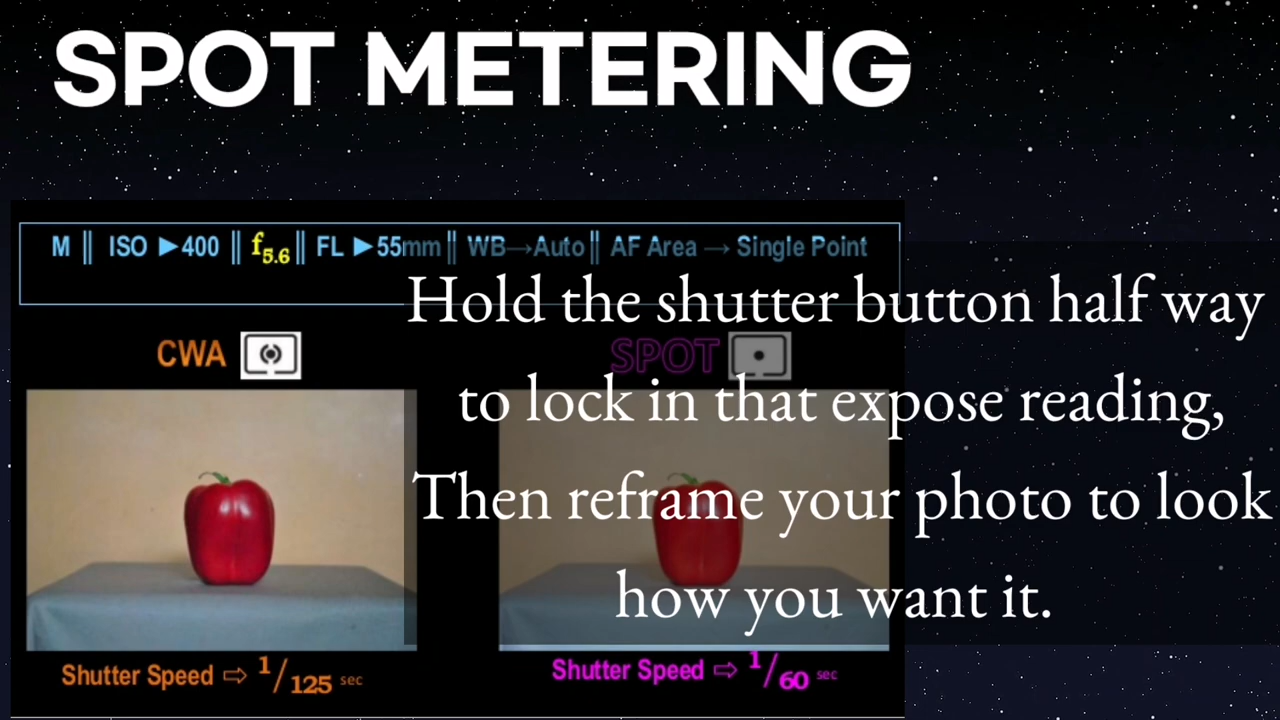 SPOT METERING
M || ISO ►400 || f5.6 || FL ►55mm || WB→Auto || AF Area → Single Point
Hold the shutter button half way
CWA SPOT
to lock in that expose reading,
Then reframe your photo to look
how you want it.
Shutter Speed ⇨ 1/125 sec
Shutter Speed ⇨ 1/60 sec